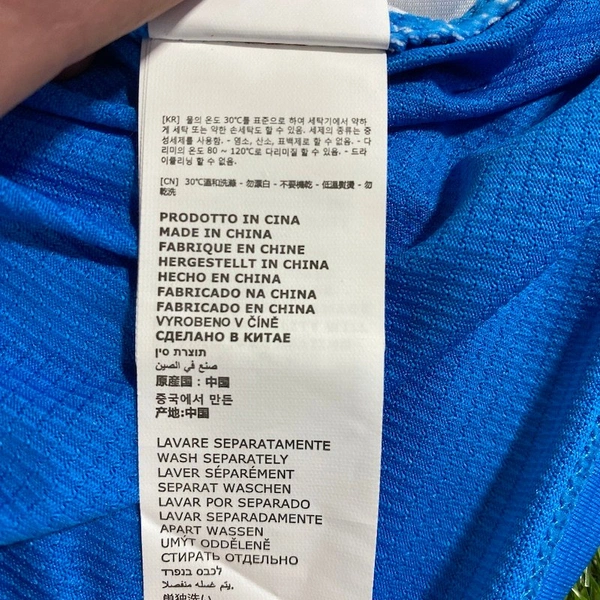 [KR] 물의 온도 30℃를 표준으로 하여 세탁기에서 약하
게 세탁 또는 약한 손세탁도 할 수 있음. 세제의 종류는 중
성세제를 사용함. - 염소, 산소, 표백제로 할 수 없음. - 다
리미의 온도 80 ~ 120℃로 다리미질 할 수 있음. - 드라
이클리닝 할 수 없음.
[CN] 30℃溫和洗滌 - 勿漂白 - 不要機乾 - 低溫熨燙 - 勿
乾洗
PRODOTTO IN CINA
MADE IN CHINA
FABRIQUE EN CHINE
HERGESTELLT IN CHINA
HECHO EN CHINA
FABRICADO NA CHINA
FABRICADO EN CHINA
VYROBENO V ČÍNĚ
СДЕЛАНО В КИТАЕ
תוצרת סין
صنع في الصين
原産国：中国
중국에서 만든
产地:中国
LAVARE SEPARATAMENTE
WASH SEPARATELY
LAVER SÉPARÉMENT
SEPARAT WASCHEN
LAVAR POR SEPARADO
LAVAR SEPARADAMENTE
APART WASSEN
UMÝT ODDĚLENĚ
СТИРАТЬ ОТДЕЛЬНО
לכבס בנפרד
يتم غسله منفصلا.
単独洗い